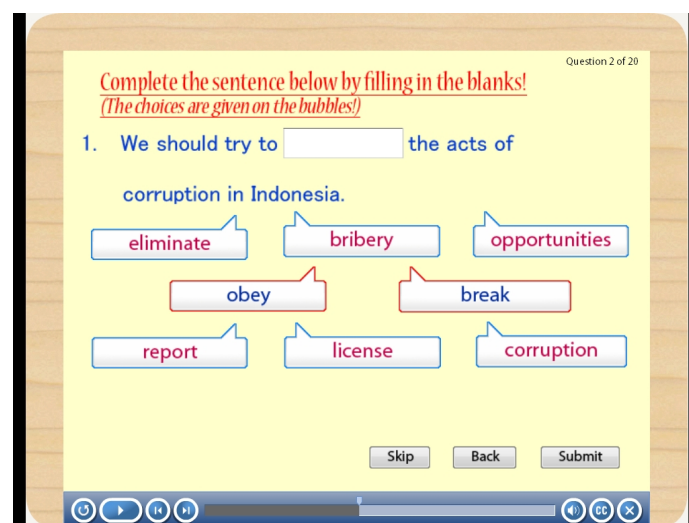 Question 2 of 20
Complete the sentence below by filling in the blanks!
(The choices are given on the bubbles!)
1. We should try to the acts of
corruption in Indonesia.
eliminate bribery opportunities
obey break
report license corruption
Skip Back Submit
CC